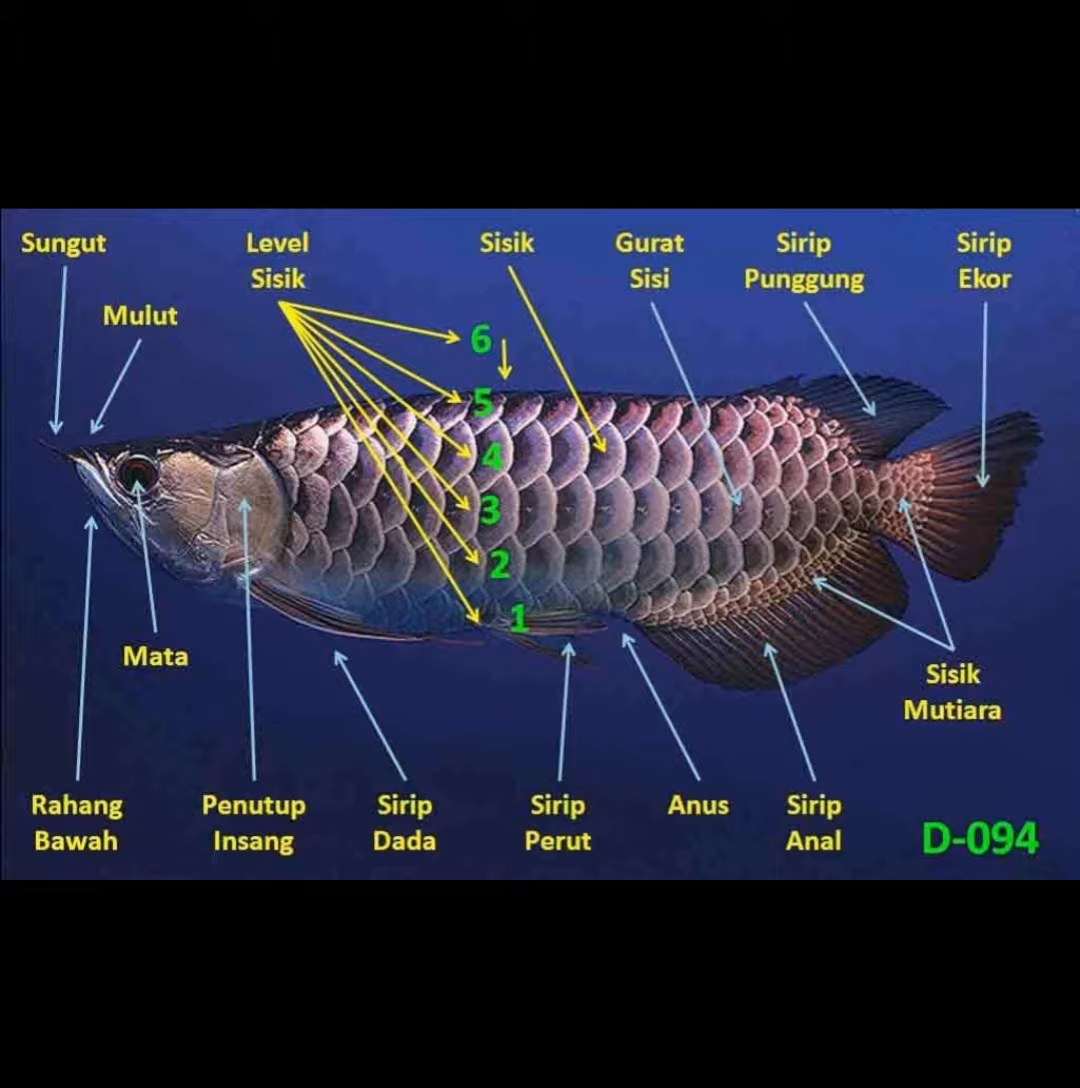 Sungut
Level
Sisik
Sisik
Gurat
Sisi
Sirip
Punggung
Sirip
Ekor
Mulut
6
5
4
3
2
1
Mata
Sisik
Mutiara
Rahang
Bawah
Penutup
Insang
Sirip
Dada
Sirip
Perut
Anus
Sirip
Anal
D-094